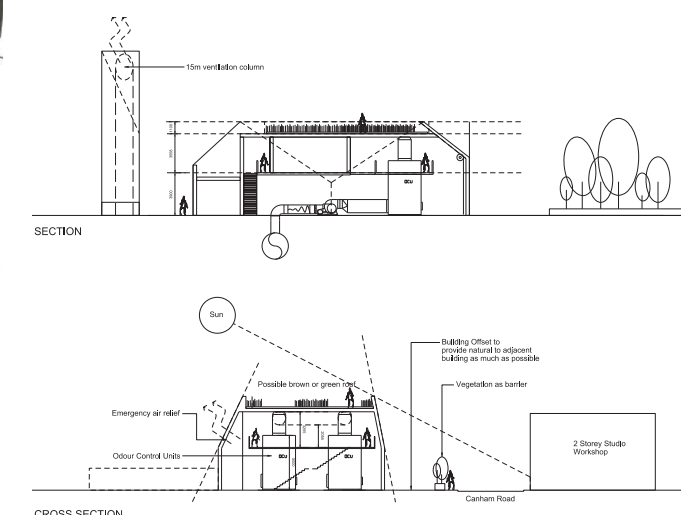 15m ventilation column
OCU
SECTION
Sun
Building Offset to
provide natural to adjacent
building as much as possible
Possible brown or green roof
Vegetation as barrier
Emergency air relief
2 Storey Studio
Workshop
Odour Control Units
OCU
OCU
Canham Road
CROSS SECTION